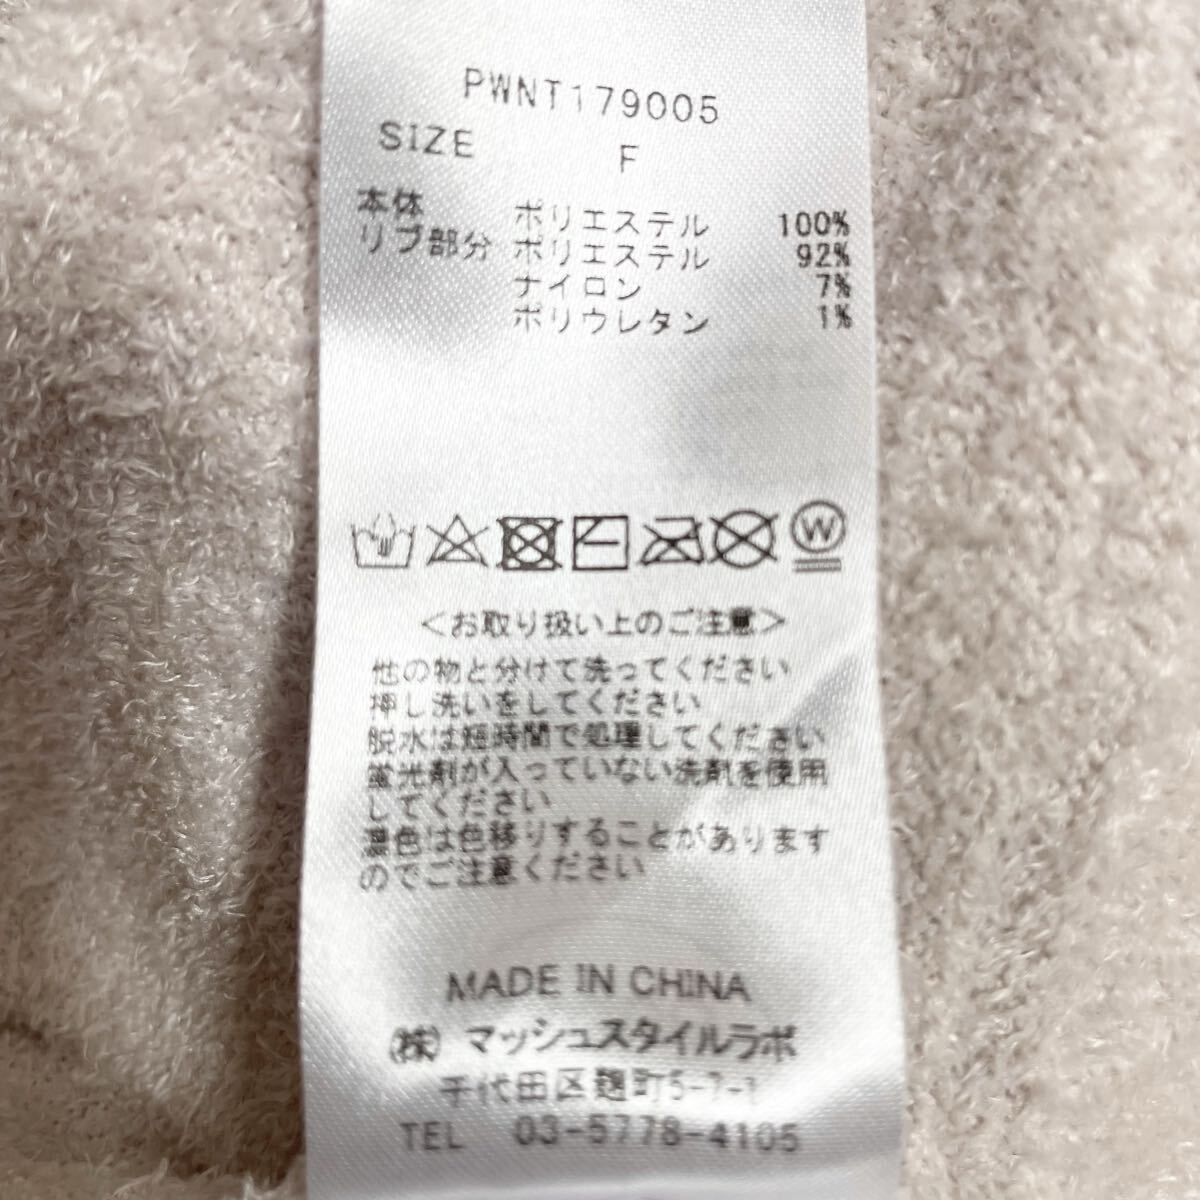 PWNT179005
SIZE F
本体 ポリエステル 100%
リブ部分 ポリエステル 92%
ナイロン 7%
ポリウレタン 1%
W
<お取り扱い上のご注意>
他の物と分けて洗ってください
押し洗いをしてください
脱水は短時間で処理してください
蛍光剤が入っていない洗剤を使用
してください
濃色は色移りすることがあります
のでご注意ください
MADE IN CHINA
(株) マッシュスタイルラボ
千代田区麹町5-7-1
TEL 03-5778-4105